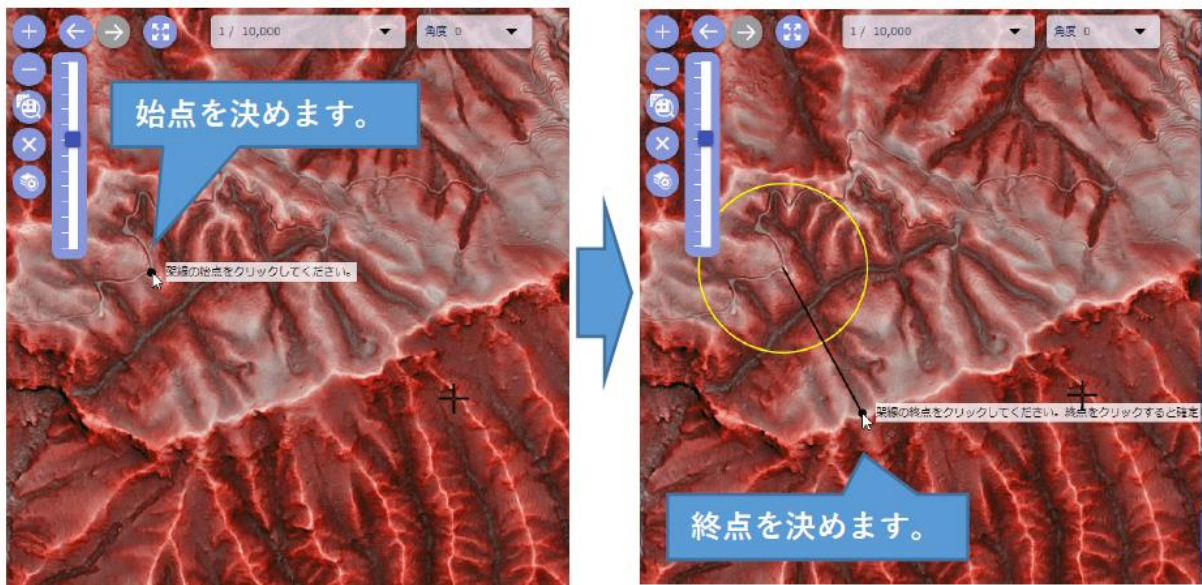 1 / 10,000
角度 0
始点を決めます。
架線の始点をクリックしてください。
1 / 10,000
角度 0
架線の終点をクリックしてください。終点をクリックすると確定
終点を決めます。